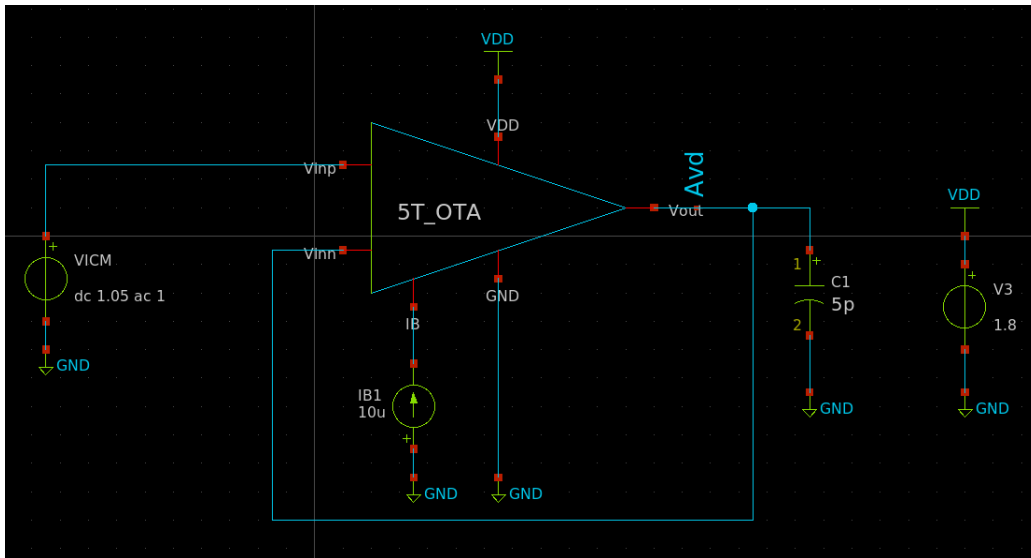 VDD
VDD
VInp
Avd
5T_OTA
Vout
VDD
VInn
VICM
dc 1.05 ac 1
+
GND
IB
GND
IB1
10u
+
GND
GND
1
+
C1
5p
2
GND
+
V3
1.8
GND